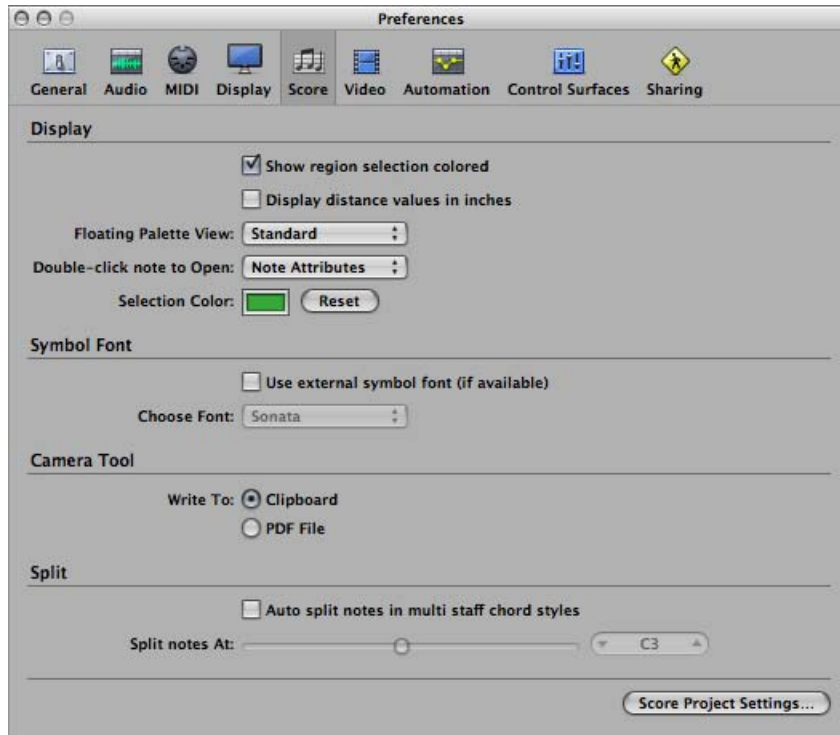 Preferences
General Audio MIDI Display Score Video Automation Control Surfaces Sharing
Display
Show region selection colored
Display distance values in inches
Floating Palette View: Standard
Double-click note to Open: Note Attributes
Selection Color: Reset
Symbol Font
Use external symbol font (if available)
Choose Font: Sonata
Camera Tool
Write To: Clipboard
PDF File
Split
Auto split notes in multi staff chord styles
Split notes At: C3
Score Project Settings...